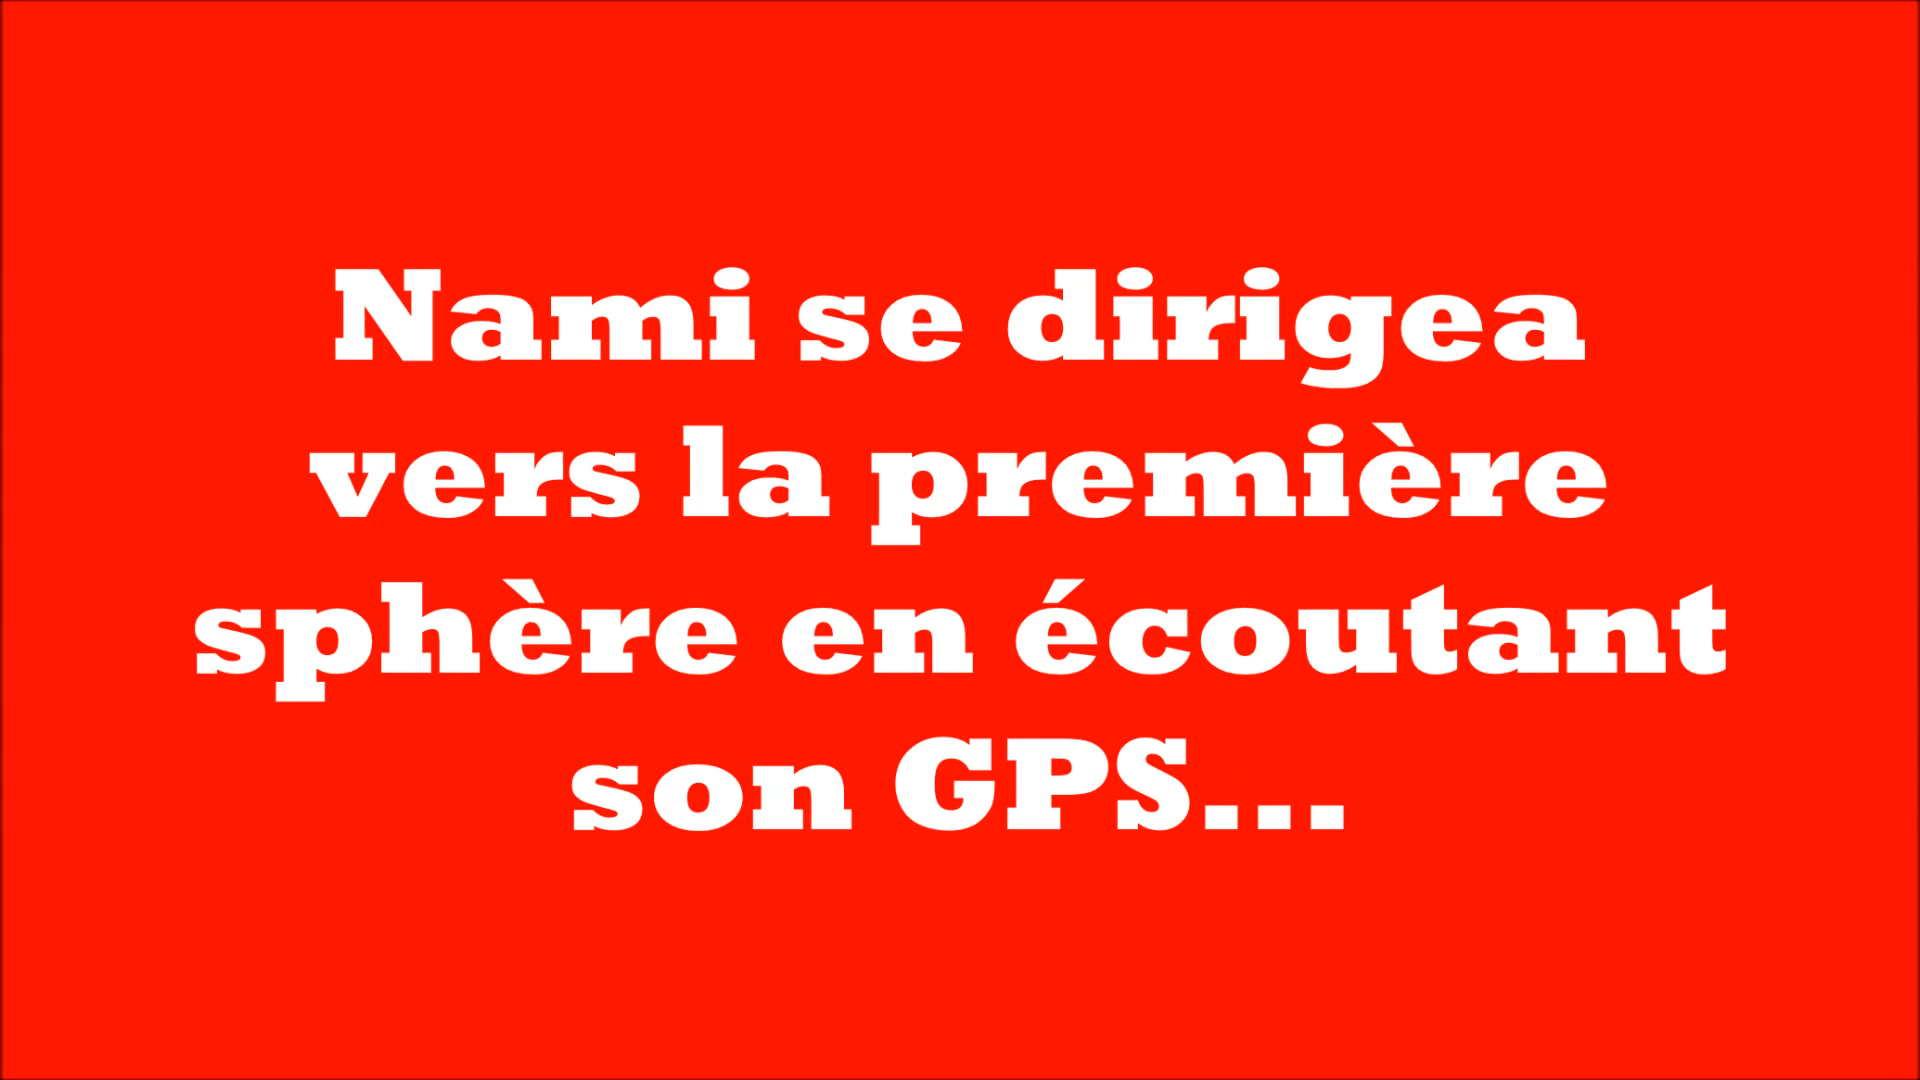 Nami se dirigea
vers la première
sphère en écoutant
son GPS...